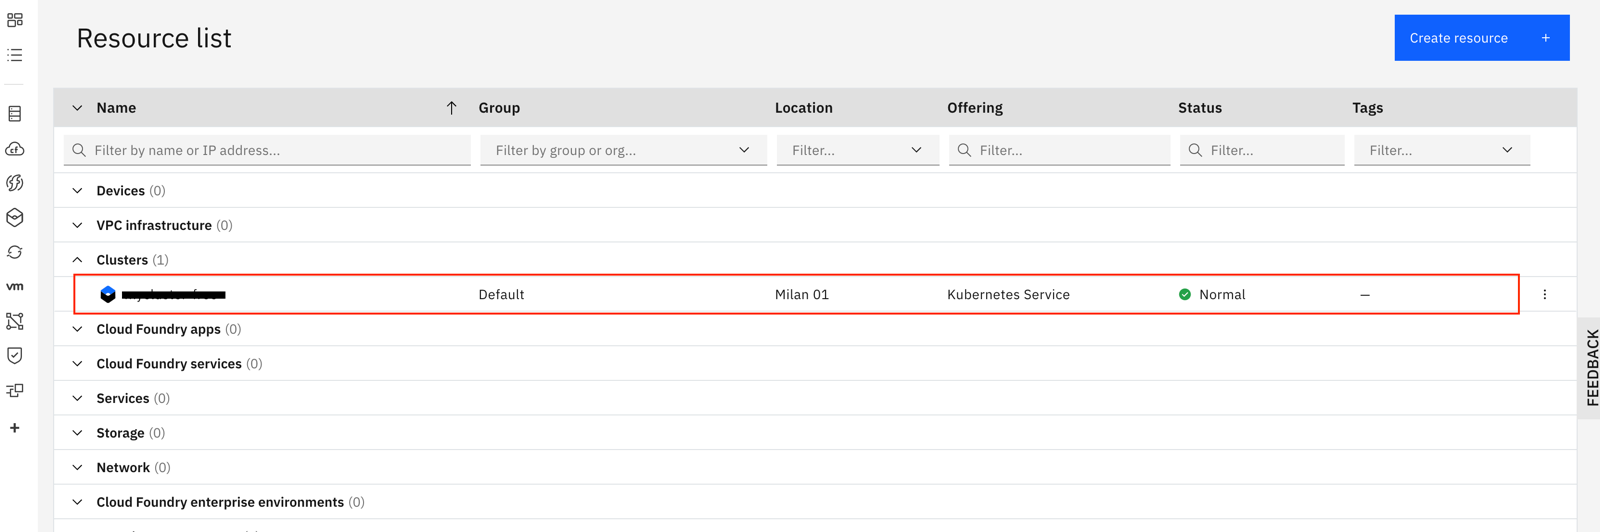 Resource list
Create resource +
Name Group Location Offering Status Tags
Filter by name or IP address... Filter by group or org... Filter... Filter... Filter... Filter...
Devices (0)
VPC infrastructure (0)
Clusters (1)
Default Milan 01 Kubernetes Service Normal —
Cloud Foundry apps (0)
Cloud Foundry services (0)
Services (0)
Storage (0)
Network (0)
Cloud Foundry enterprise environments (0)
cf
vm
FEEDBACK